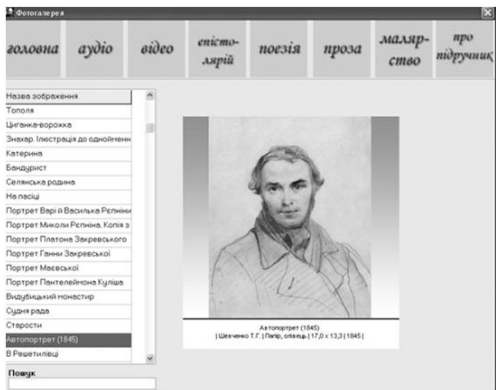 Фотогалерея
головна аудіо відео епісто-лярій поезія проза маляр-ство про підручник
Назва зображення
Тополя
Циганка-ворожка
Знахар. Ілюстрація до однойменн
Катерина
Бандурист
Селянська родина
На пасіці
Портрет Варі й Василька Рєпніни
Портрет Миколи Рєпніна. Копія з
Портрет Платона Закревського
Портрет Ганни Закревської
Портрет Маєвської
Портрет Пантелеймона Куліша
Видубицький монастир
Судня рада
Старости
Автопортрет (1845)
В Решетилівці
Пошук
Автопортрет (1845)
| Шевченко Т.Г. | Папір, олівець | 17,0 x 13,3 | 1845 |